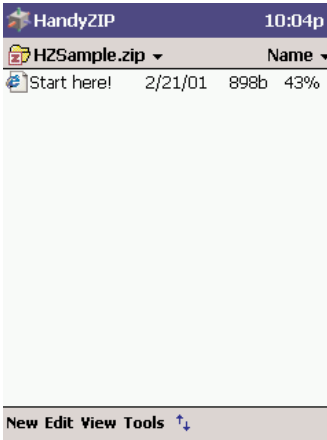 HandyZIP 10:04p
HZSample.zip Name
Start here! 2/21/01 898b 43%
New Edit View Tools